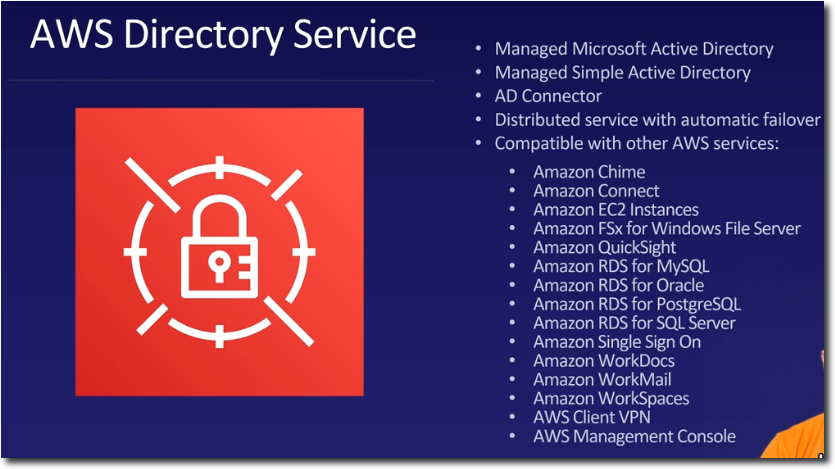 AWS Directory Service
• Managed Microsoft Active Directory
• Managed Simple Active Directory
• AD Connector
• Distributed service with automatic failover
• Compatible with other AWS services:
• Amazon Chime
• Amazon Connect
• Amazon EC2 Instances
• Amazon FSx for Windows File Server
• Amazon QuickSight
• Amazon RDS for MySQL
• Amazon RDS for Oracle
• Amazon RDS for PostgreSQL
• Amazon RDS for SQL Server
• Amazon Single Sign On
• Amazon WorkDocs
• Amazon WorkMail
• Amazon WorkSpaces
• AWS Client VPN
• AWS Management Console